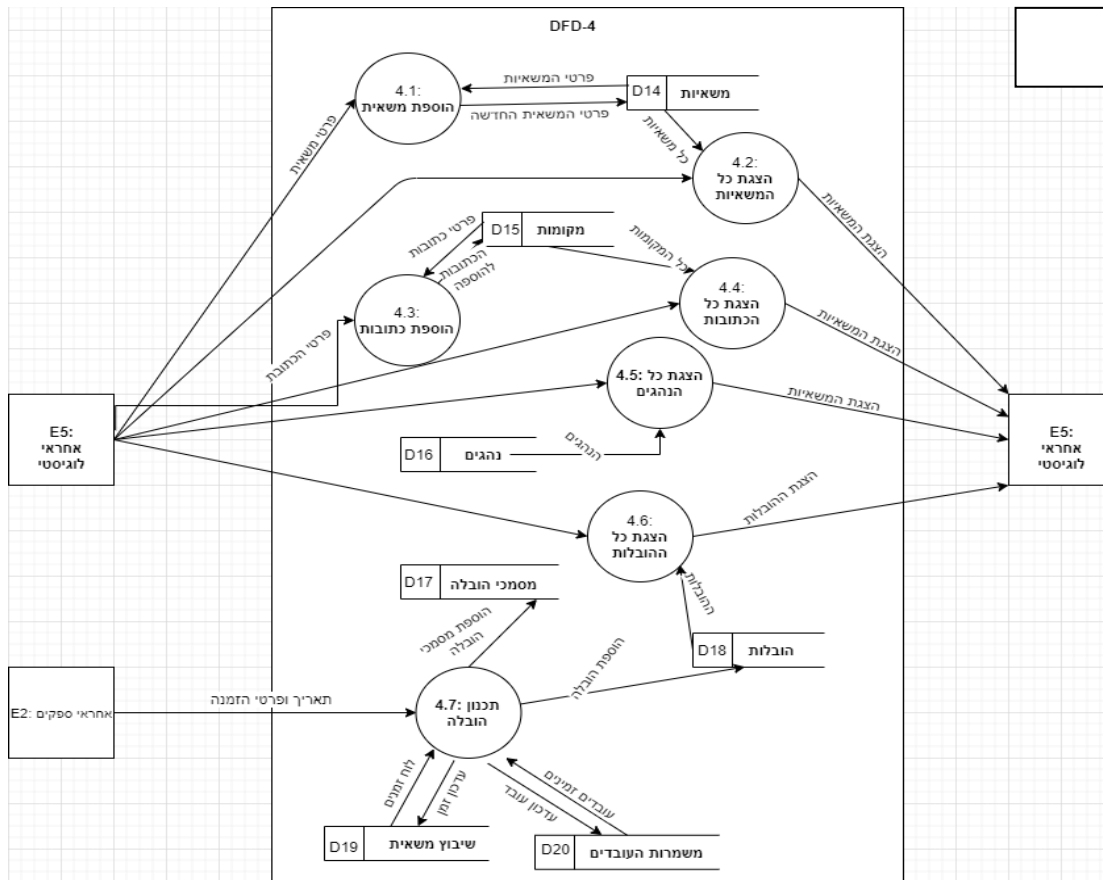 DFD-4
4.1:
הוספת משאית
פרטי המשאיות
פרטי המשאית החדשה
D14
משאיות
פרטי משאית
כל משאיות
4.2:
הצגת כל
המשאיות
הצגת המשאיות
D15
מקומות
פרטי כתובות
הכתובות
להוספה
כל המקומות
4.3:
הוספת כתובות
פרטי הכתובת
4.4:
הצגת כל
הכתובות
הצגת המשאיות
4.5: הצגת כל
הנהגים
הצגת המשאיות
E5:
אחראי
לוגיסטי
E5:
אחראי
לוגיסטי
D16
נהגים
הנהגים
4.6:
הצגת כל
ההובלות
הצגת ההובלות
D17
מסמכי הובלה
הוספת מסמכי
הובלה
ההובלות
D18
הובלות
הוספת הובלה
E2: אחראי ספקים
תאריך ופרטי הזמנה
4.7: תכנון
הובלה
לוח זמנים
עדכון זמן
עובדים זמינים
עדכון עובד
D19
שיבוץ משאית
D20
משמרות העובדים